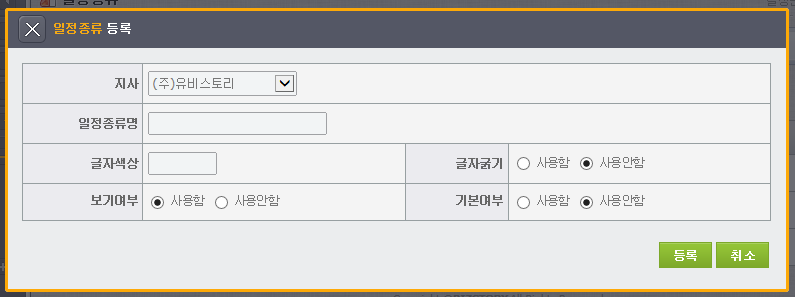 일정종류 등록
지사 (주)유비스토리
일정종류명
글자색상 글자굵기 사용함 사용안함
보기여부 사용함 사용안함 기본여부 사용함 사용안함
등록 취소